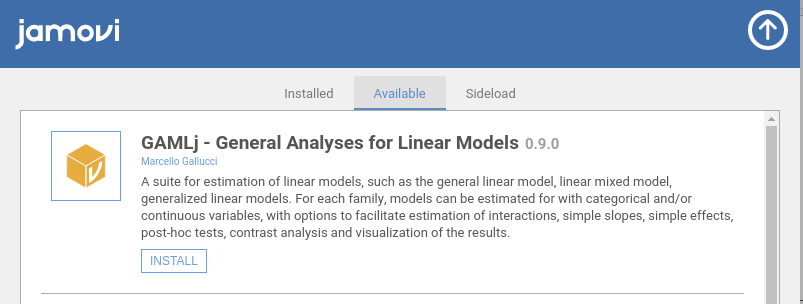 jamovi
Installed Available Sideload
GAMLj - General Analyses for Linear Models 0.9.0
Marcello Gallucci
A suite for estimation of linear models, such as the general linear model, linear mixed model,
generalized linear models. For each family, models can be estimated for with categorical and/or
continuous variables, with options to facilitate estimation of interactions, simple slopes, simple effects,
post-hoc tests, contrast analysis and visualization of the results.
INSTALL